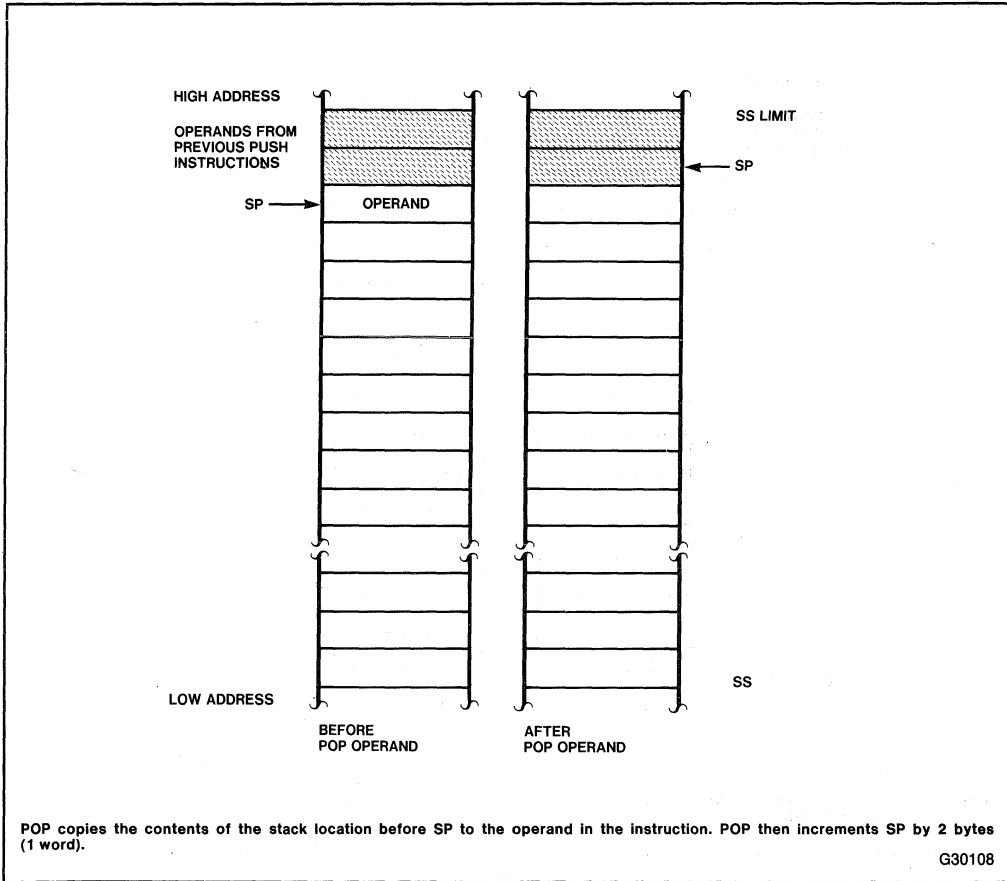 HIGH ADDRESS
SS LIMIT
OPERANDS FROM
PREVIOUS PUSH
INSTRUCTIONS
SP
SP
OPERAND
LOW ADDRESS
SS
BEFORE
POP OPERAND
AFTER
POP OPERAND
POP copies the contents of the stack location before SP to the operand in the instruction. POP then increments SP by 2 bytes
(1 word).
G30108